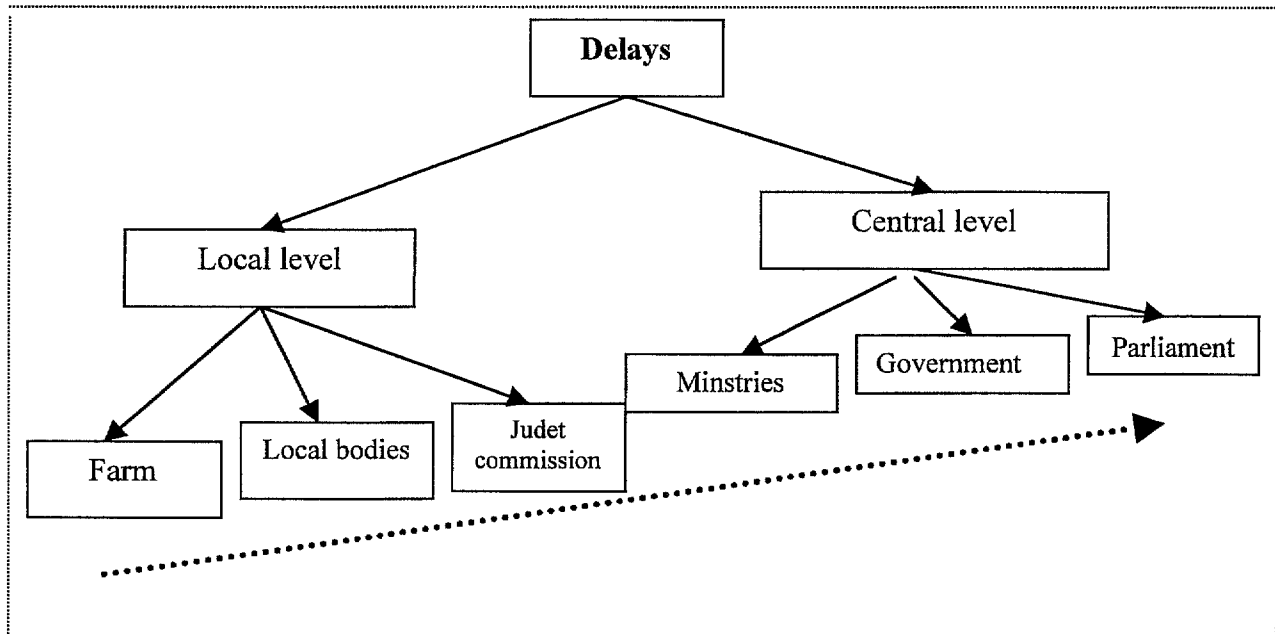 Delays
Central level
Local level
Parliament
Government
Minstries
Judet
commission
Local bodies
Farm